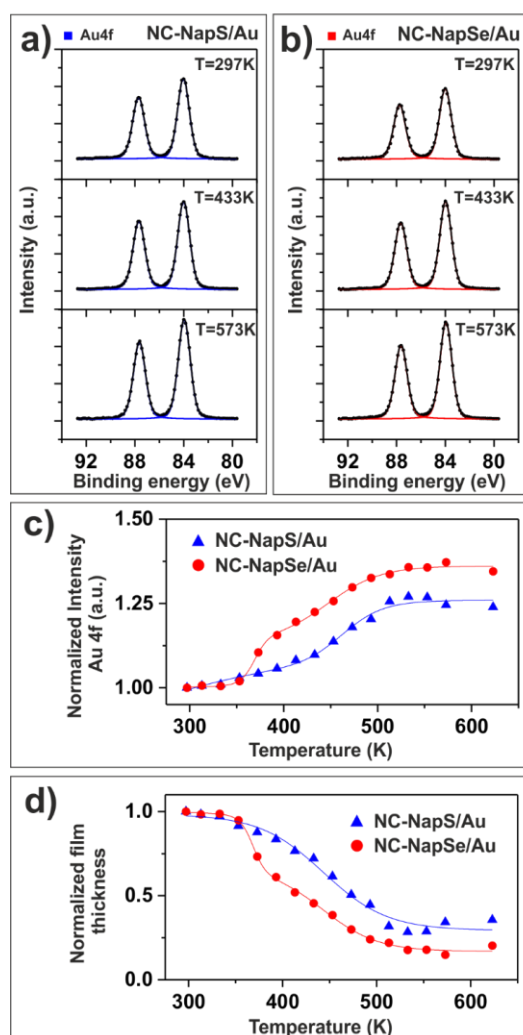 a) Au4f NC-NapS/Au
T=297K
T=433K
T=573K
Intensity (a.u.)
92 88 84 80
Binding energy (eV)
b) Au4f NC-NapSe/Au
T=297K
T=433K
T=573K
Intensity (a.u.)
92 88 84 80
Binding energy (eV)
c)
1.50
1.25
1.00
Normalized Intensity
Au 4f (a.u.)
NC-NapS/Au
NC-NapSe/Au
300 400 500 600
Temperature (K)
d)
1.0
0.5
0.0
Normalized film
thickness
NC-NapS/Au
NC-NapSe/Au
300 400 500 600
Temperature (K)